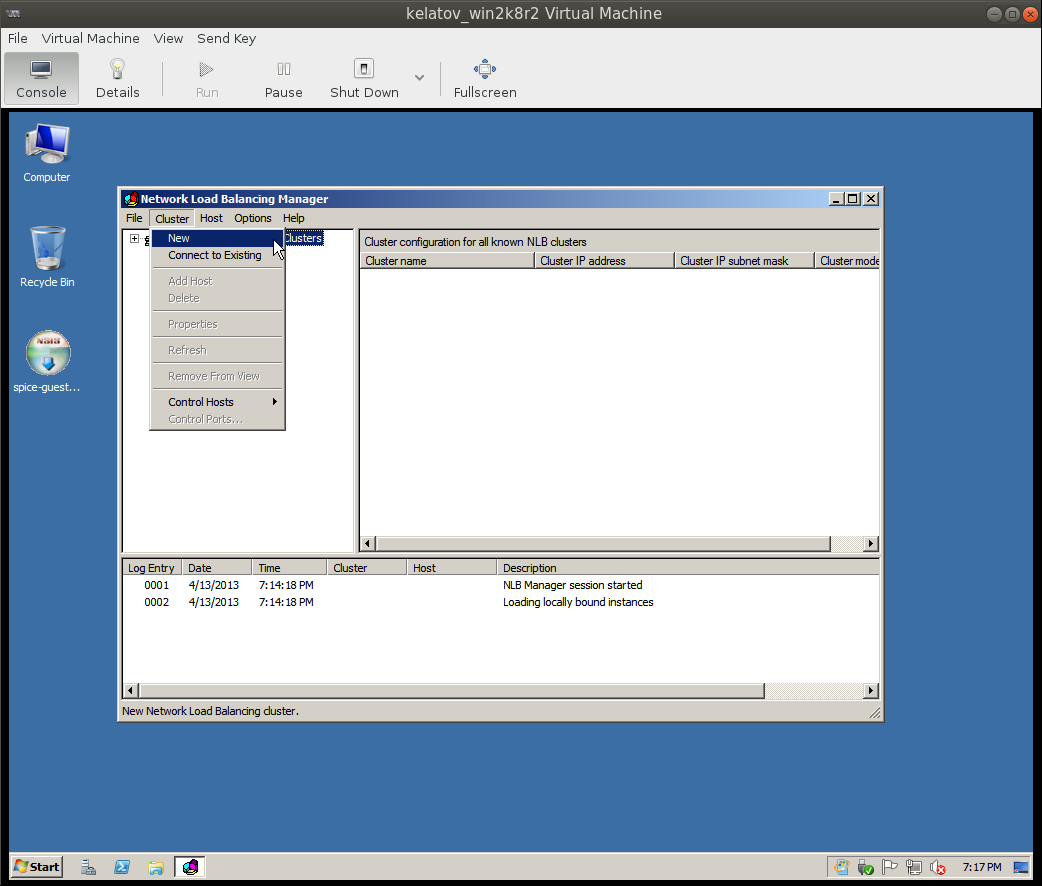 kelatov_win2k8r2 Virtual Machine
File Virtual Machine View Send Key
Console Details Run Pause Shut Down Fullscreen
Computer
Recycle Bin
spice-guest...
Network Load Balancing Manager
File Cluster Host Options Help
New
Connect to Existing
Add Host
Delete
Properties
Refresh
Remove From View
Control Hosts
Control Ports...
Clusters
Cluster configuration for all known NLB clusters
Cluster name Cluster IP address Cluster IP subnet mask Cluster mode
Log Entry Date Time Cluster Host Description
0001 4/13/2013 7:14:18 PM NLB Manager session started
0002 4/13/2013 7:14:18 PM Loading locally bound instances
New Network Load Balancing cluster.
Start 7:17 PM